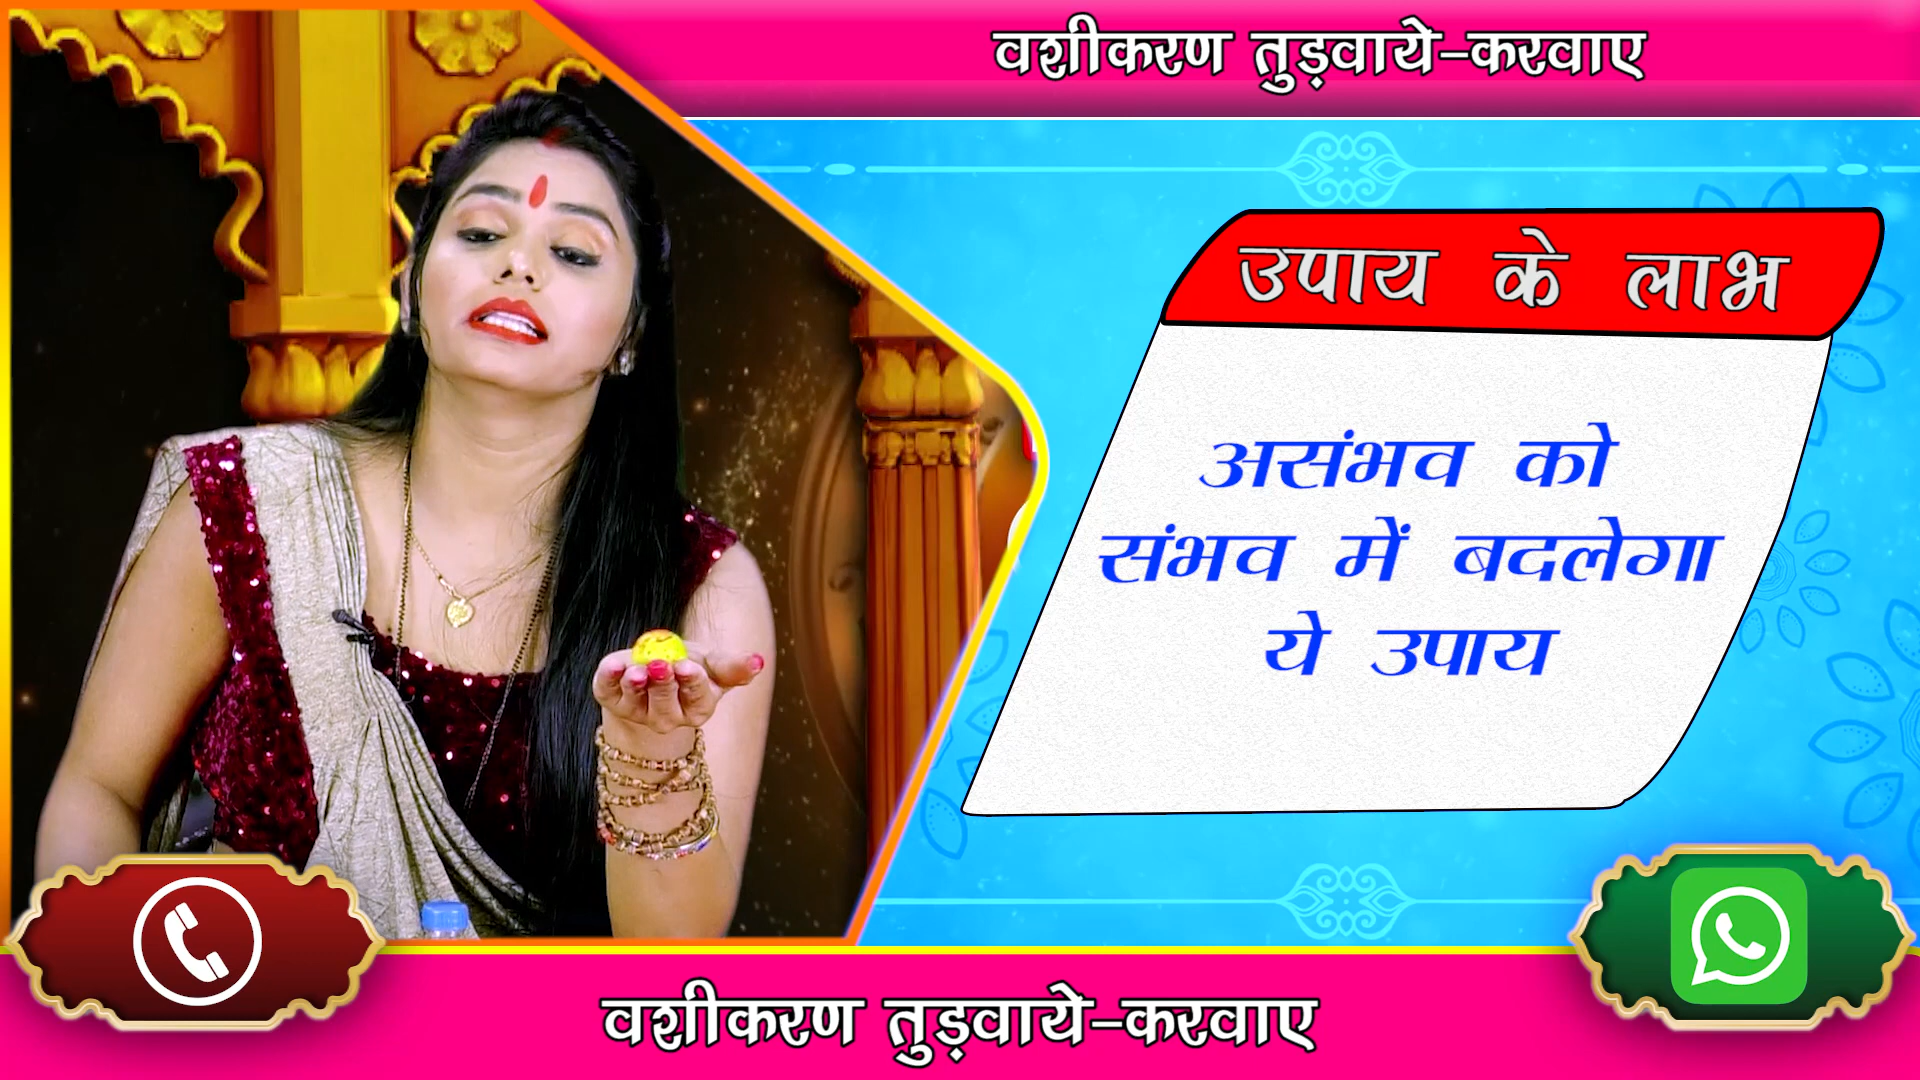 वशीकरण तुड़वाये-करवाए
उपाय के लाभ
असंभव को
संभव में बदलेगा
ये उपाय
वशीकरण तुड़वाये-करवाए